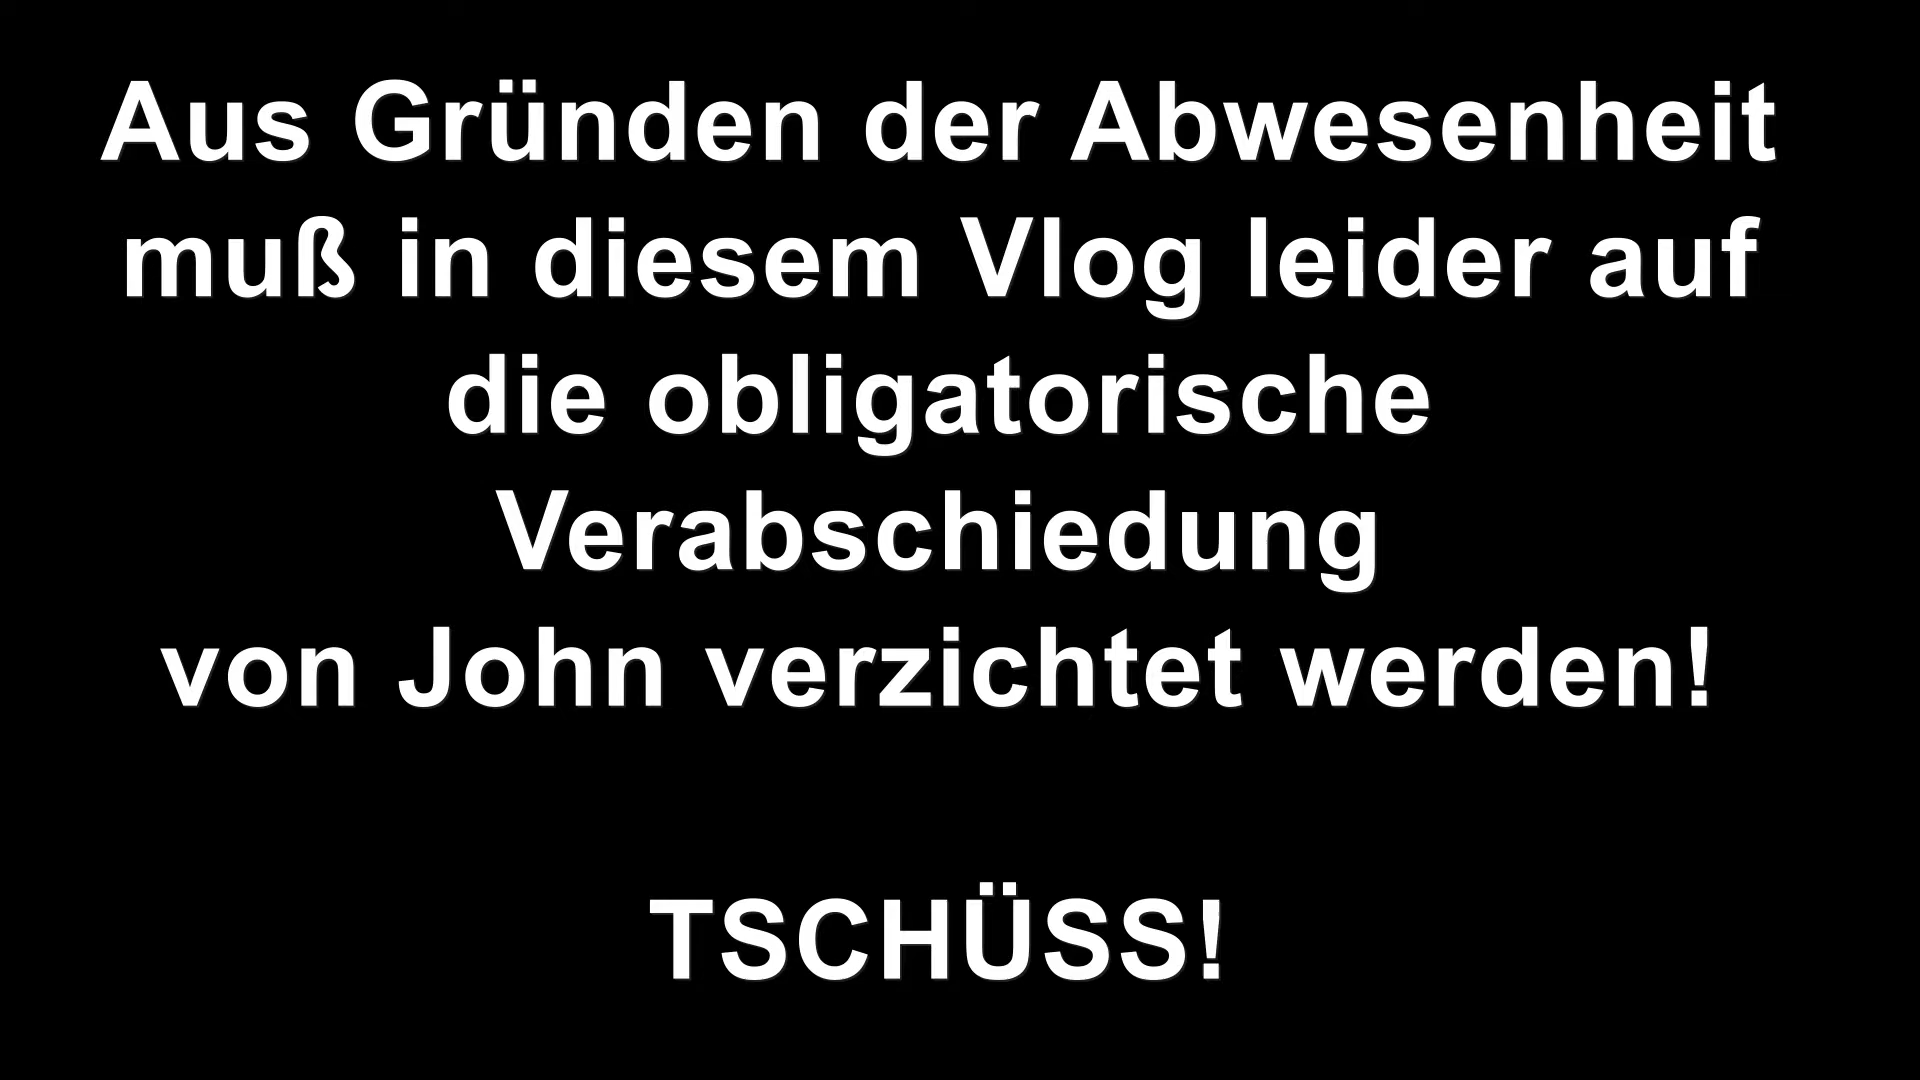 Aus Gründen der Abwesenheit
muß in diesem Vlog leider auf
die obligatorische
Verabschiedung
von John verzichtet werden!
TSCHÜSS!